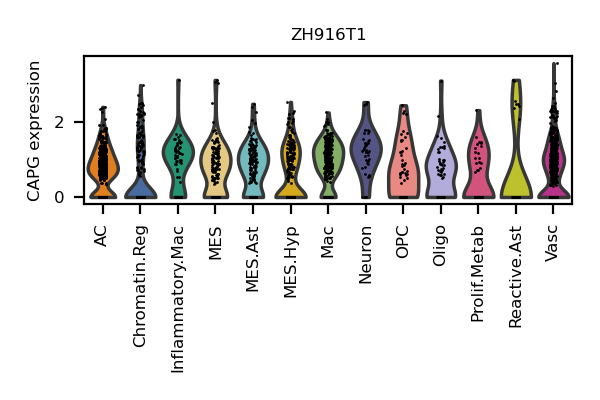 ZH916T1
CAPG expression
2
0
AC
Chromatin.Reg
Inflammatory.Mac
MES
MES.Ast
MES.Hyp
Mac
Neuron
OPC
Oligo
Prolif.Metab
Reactive.Ast
Vasc